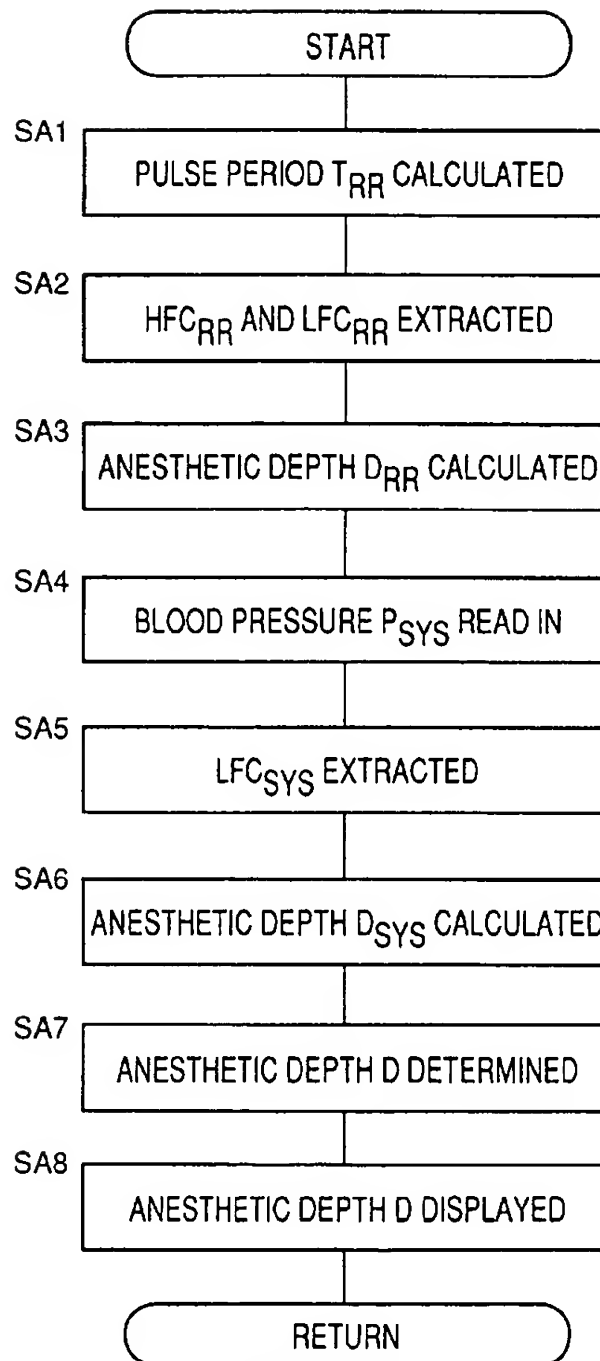 START
SA1
PULSE PERIOD TRR CALCULATED
SA2
HFCRR AND LFCRR EXTRACTED
SA3
ANESTHETIC DEPTH DRR CALCULATED
SA4
BLOOD PRESSURE PSYS READ IN
SA5
LFCSYS EXTRACTED
SA6
ANESTHETIC DEPTH DSYS CALCULATED
SA7
ANESTHETIC DEPTH D DETERMINED
SA8
ANESTHETIC DEPTH D DISPLAYED
RETURN